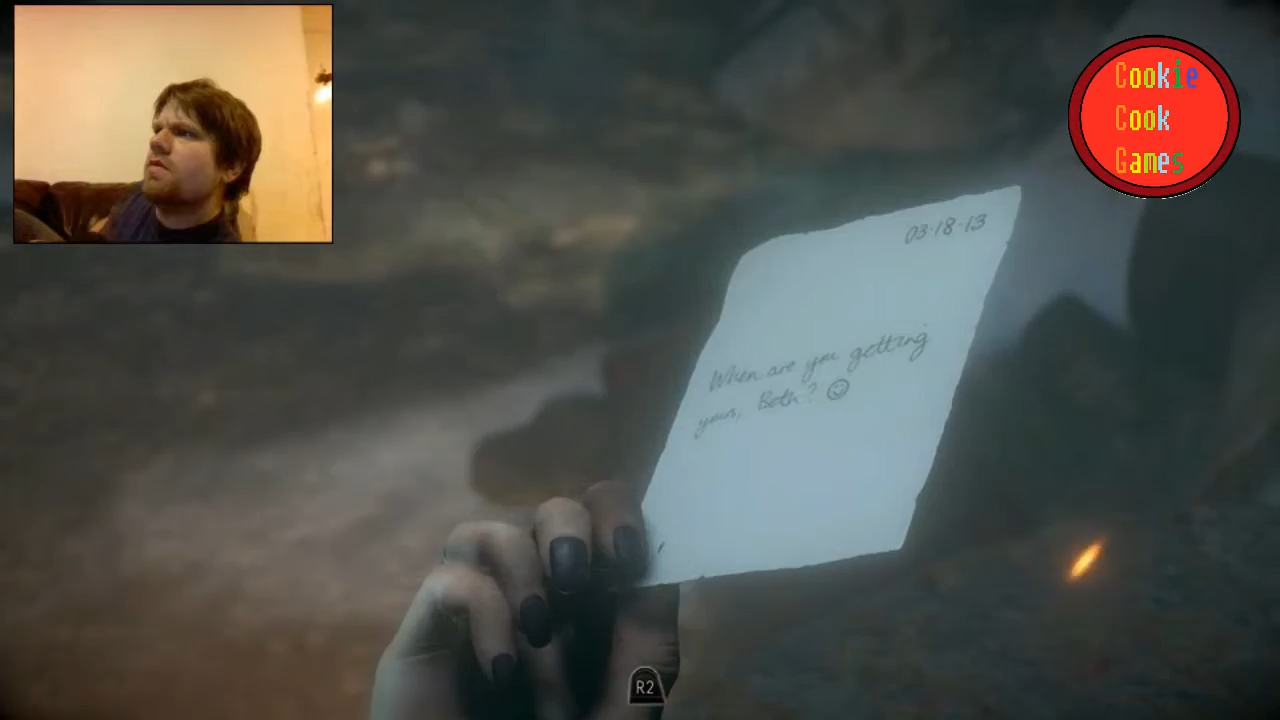 Cookie
Cook
Games
03-18-13
When are you getting
yours, Beth? ☺
R2